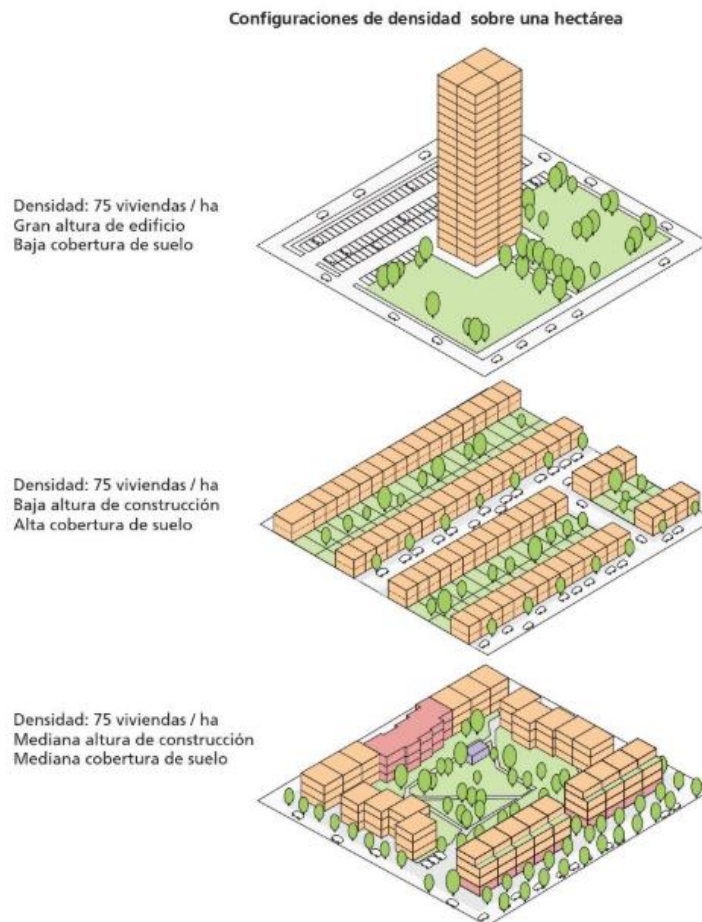 Configuraciones de densidad sobre una hectárea
Densidad: 75 viviendas / ha
Gran altura de edificio
Baja cobertura de suelo
Densidad: 75 viviendas / ha
Baja altura de construcción
Alta cobertura de suelo
Densidad: 75 viviendas / ha
Mediana altura de construcción
Mediana cobertura de suelo